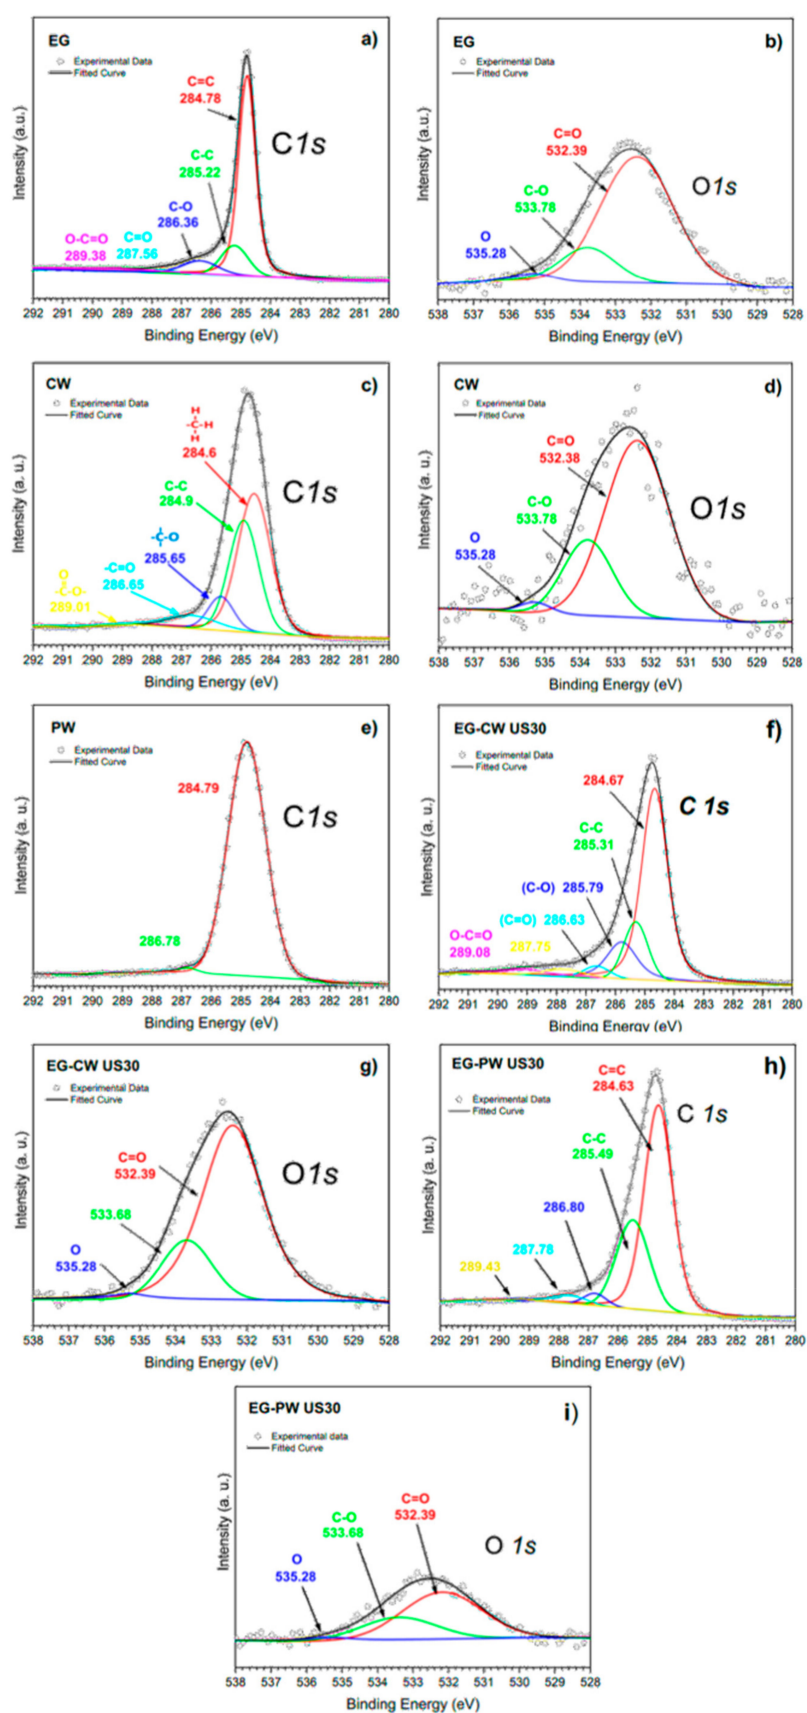 EG
a)
Experimental Data
Fitted Curve
C=C
284.78
C1s
C-C
285.22
C-O
286.36
O-C=O
289.38
C=O
287.56
Intensity (a.u.)
292 291 290 289 288 287 286 285 284 283 282 281 280
Binding Energy (eV)
EG
b)
Experimental Data
Fitted Curve
C=O
532.39
O1s
C-O
533.78
O
535.28
Intensity (a.u.)
538 537 536 535 534 533 532 531 530 529 528
Binding Energy (eV)
CW
c)
Experimental Data
Fitted Curve
H
-C-H
H
284.6
C-C
284.9
C1s
-C-O
285.65
-C=O
286.65
O
-C-O-
289.01
Intensity (a. u.)
292 291 290 289 288 287 286 285 284 283 282 281 280
Binding Energy (eV)
CW
d)
Experimental Data
Fitted Curve
C=O
532.38
C-O
533.78
O1s
O
535.28
Intensity (a. u.)
538 537 536 535 534 533 532 531 530 529 528
Binding Energy (eV)
PW
e)
Experimental Data
Fitted Curve
284.79
C1s
286.78
Intensity (a. u.)
292 291 290 289 288 287 286 285 284 283 282 281 280
Binding Energy (eV)
EG-CW US30
f)
Experimental Data
Fitted Curve
284.67
C 1s
C-C
285.31
(C-O) 285.79
(C=O) 286.63
O-C=O
289.08
287.75
Intensity (a. u.)
292 291 290 289 288 287 286 285 284 283 282 281 280
Binding Energy (eV)
EG-CW US30
g)
Experimental Data
Fitted Curve
C=O
532.39
O1s
533.68
O
535.28
Intensity (a. u.)
538 537 536 535 534 533 532 531 530 529 528
Binding Energy (eV)
EG-PW US30
h)
Experimental Data
Fitted Curve
C=C
284.63
C 1s
C-C
285.49
286.80
287.78
289.43
Intensity (a. u.)
292 291 290 289 288 287 286 285 284 283 282 281 280
Binding Energy (eV)
EG-PW US30
i)
Experimental data
Fitted Curve
C=O
532.39
C-O
533.68
O 1s
O
535.28
Intensity (a. u.)
538 537 536 535 534 533 532 531 530 529 528
Binding Energy (eV)